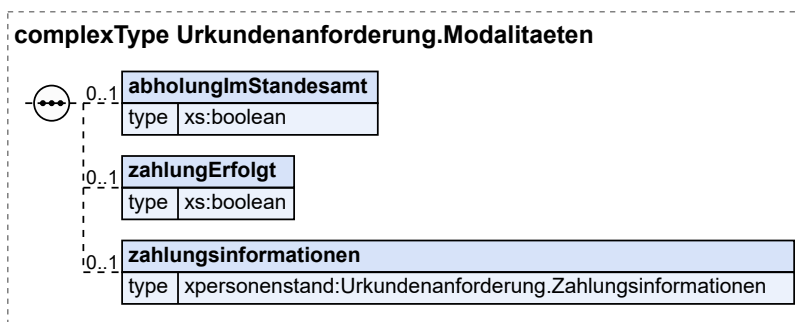 complexType Urkundenanforderung.Modalitaeten
0..1 abholungImStandesamt
type xs:boolean
0..1 zahlungErfolgt
type xs:boolean
0..1 zahlungsinformationen
type xpersonenstand:Urkundenanforderung.Zahlungsinformationen